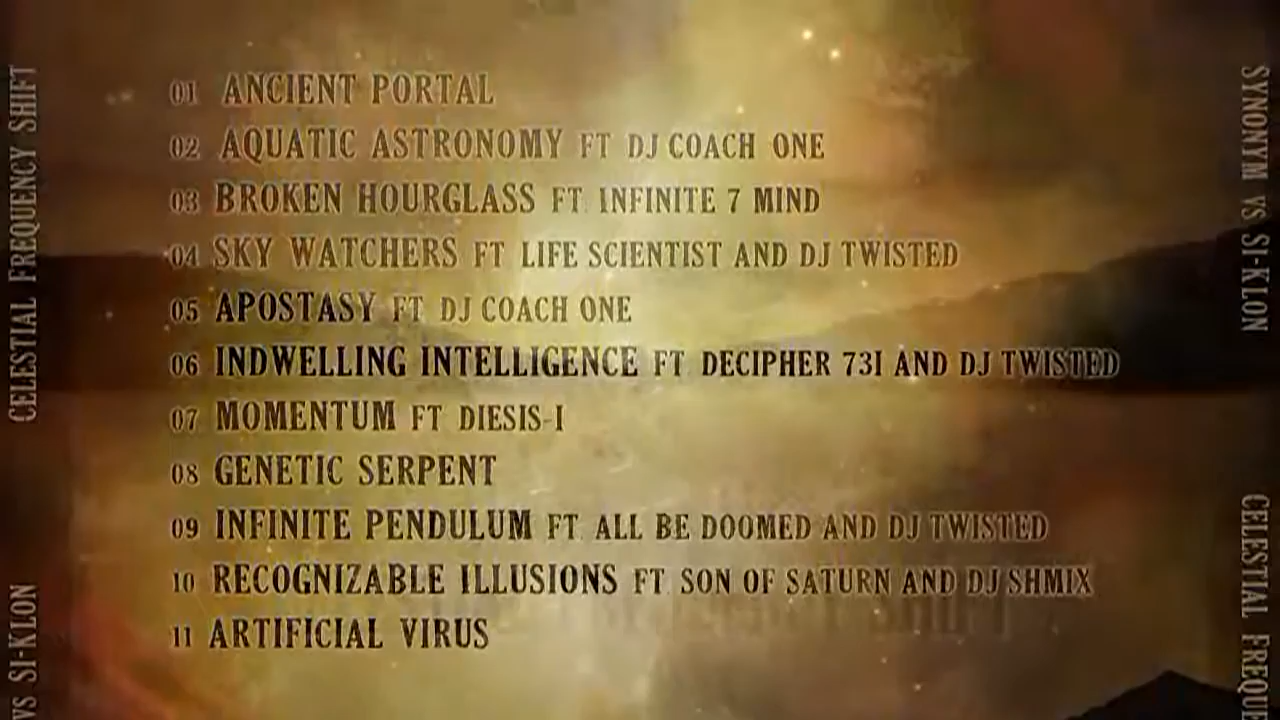 01 ANCIENT PORTAL
02 AQUATIC ASTRONOMY FT DJ COACH ONE
03 BROKEN HOURGLASS FT INFINITE 7 MIND
04 SKY WATCHERS FT LIFE SCIENTIST AND DJ TWISTED
05 APOSTASY FT DJ COACH ONE
06 INDWELLING INTELLIGENCE FT DECIPHER 73I AND DJ TWISTED
07 MOMENTUM FT DIESIS-I
08 GENETIC SERPENT
09 INFINITE PENDULUM FT ALL BE DOOMED AND DJ TWISTED
10 RECOGNIZABLE ILLUSIONS FT SON OF SATURN AND DJ SHMIX
11 ARTIFICIAL VIRUS
CELESTIAL FREQUENCY SHIFT
VS SI-KLON
SYNONYM VS SI-KLON
CELESTIAL FREQUE